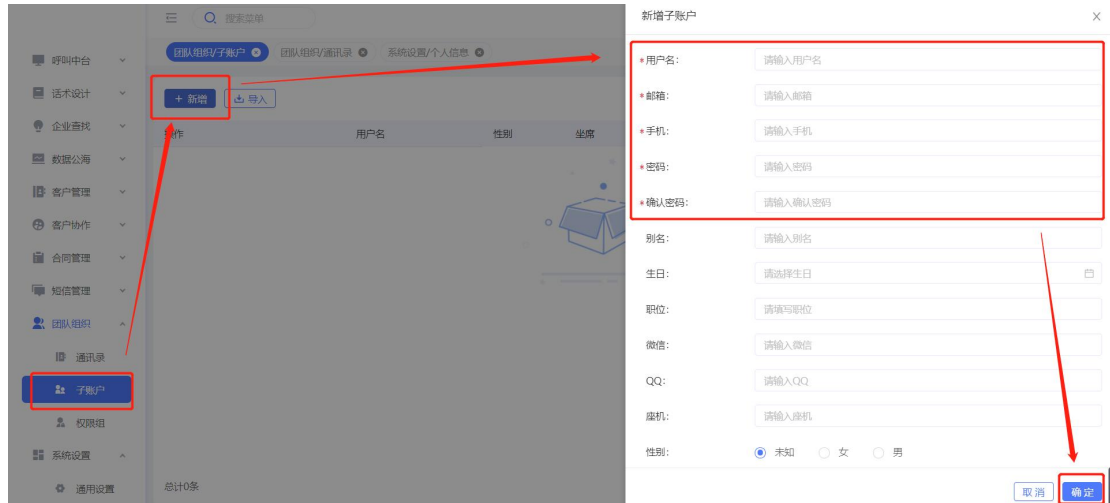 搜索菜单
呼叫中台
话术设计
企业查找
数据公海
客户管理
客户协作
合同管理
短信管理
团队组织
通讯录
子账户
权限组
系统设置
通用设置
团队组织/子账户 团队组织/通讯录 系统设置/个人信息
+ 新增 导入
操作 用户名 性别 坐席
总计0条
新增子账户
*用户名: 请输入用户名
*邮箱: 请输入邮箱
*手机: 请输入手机
*密码: 请输入密码
*确认密码: 请输入确认密码
别名: 请输入别名
生日: 请选择生日
职位: 请填写职位
微信: 请输入微信
QQ: 请输入QQ
座机: 请输入座机
性别: 未知 女 男
取消 确定